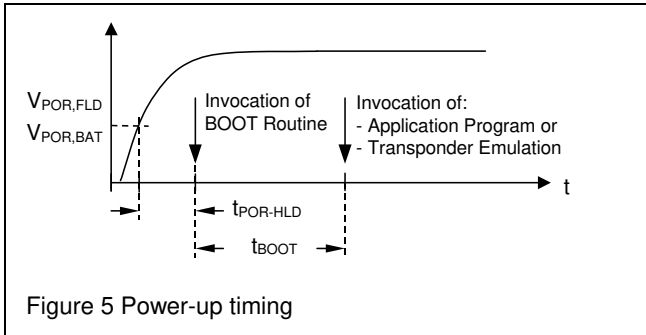 V_POR,FLD
V_POR,BAT
Invocation of
BOOT Routine
Invocation of:
- Application Program or
- Transponder Emulation
t
t_POR-HLD
t_BOOT
Figure 5 Power-up timing